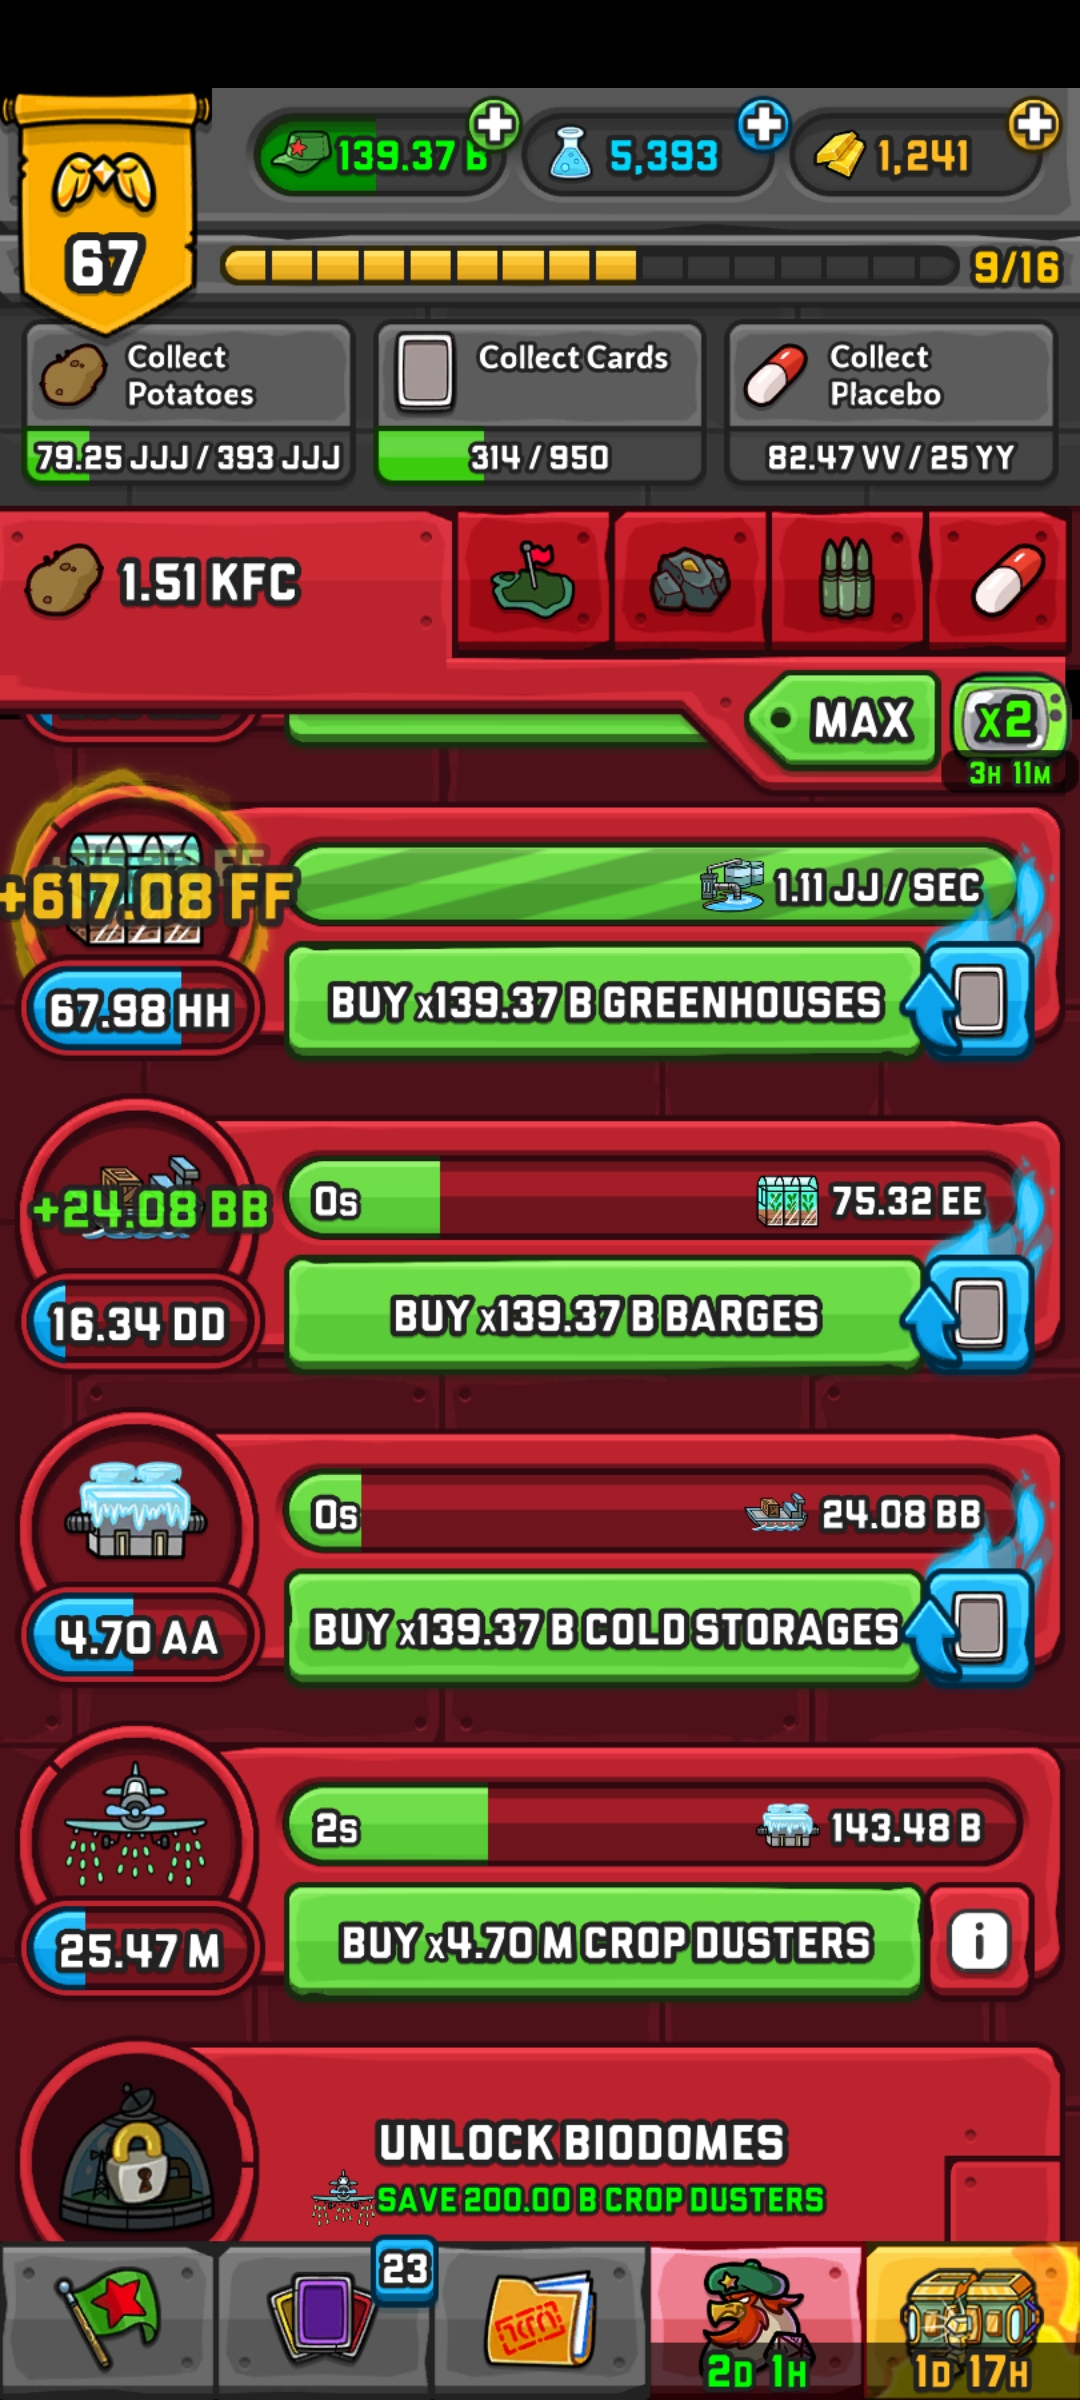 139.37 B
5,393
1,241
67
9/16
Collect Potatoes
79.25 JJJ / 393 JJJ
Collect Cards
314 / 950
Collect Placebo
82.47 VV / 25 YY
1.51 KFC
MAX
x2
3H 11M
+617.08 FF
1.11 JJ / SEC
67.98 HH
BUY x139.37 B GREENHOUSES
+24.08 BB
0s
75.32 EE
16.34 DD
BUY x139.37 B BARGES
0s
24.08 BB
4.70 AA
BUY x139.37 B COLD STORAGES
2s
143.48 B
25.47 M
BUY x4.70 M CROP DUSTERS
i
UNLOCK BIODOMES
SAVE 200.00 B CROP DUSTERS
23
2D 1H
1D 17H